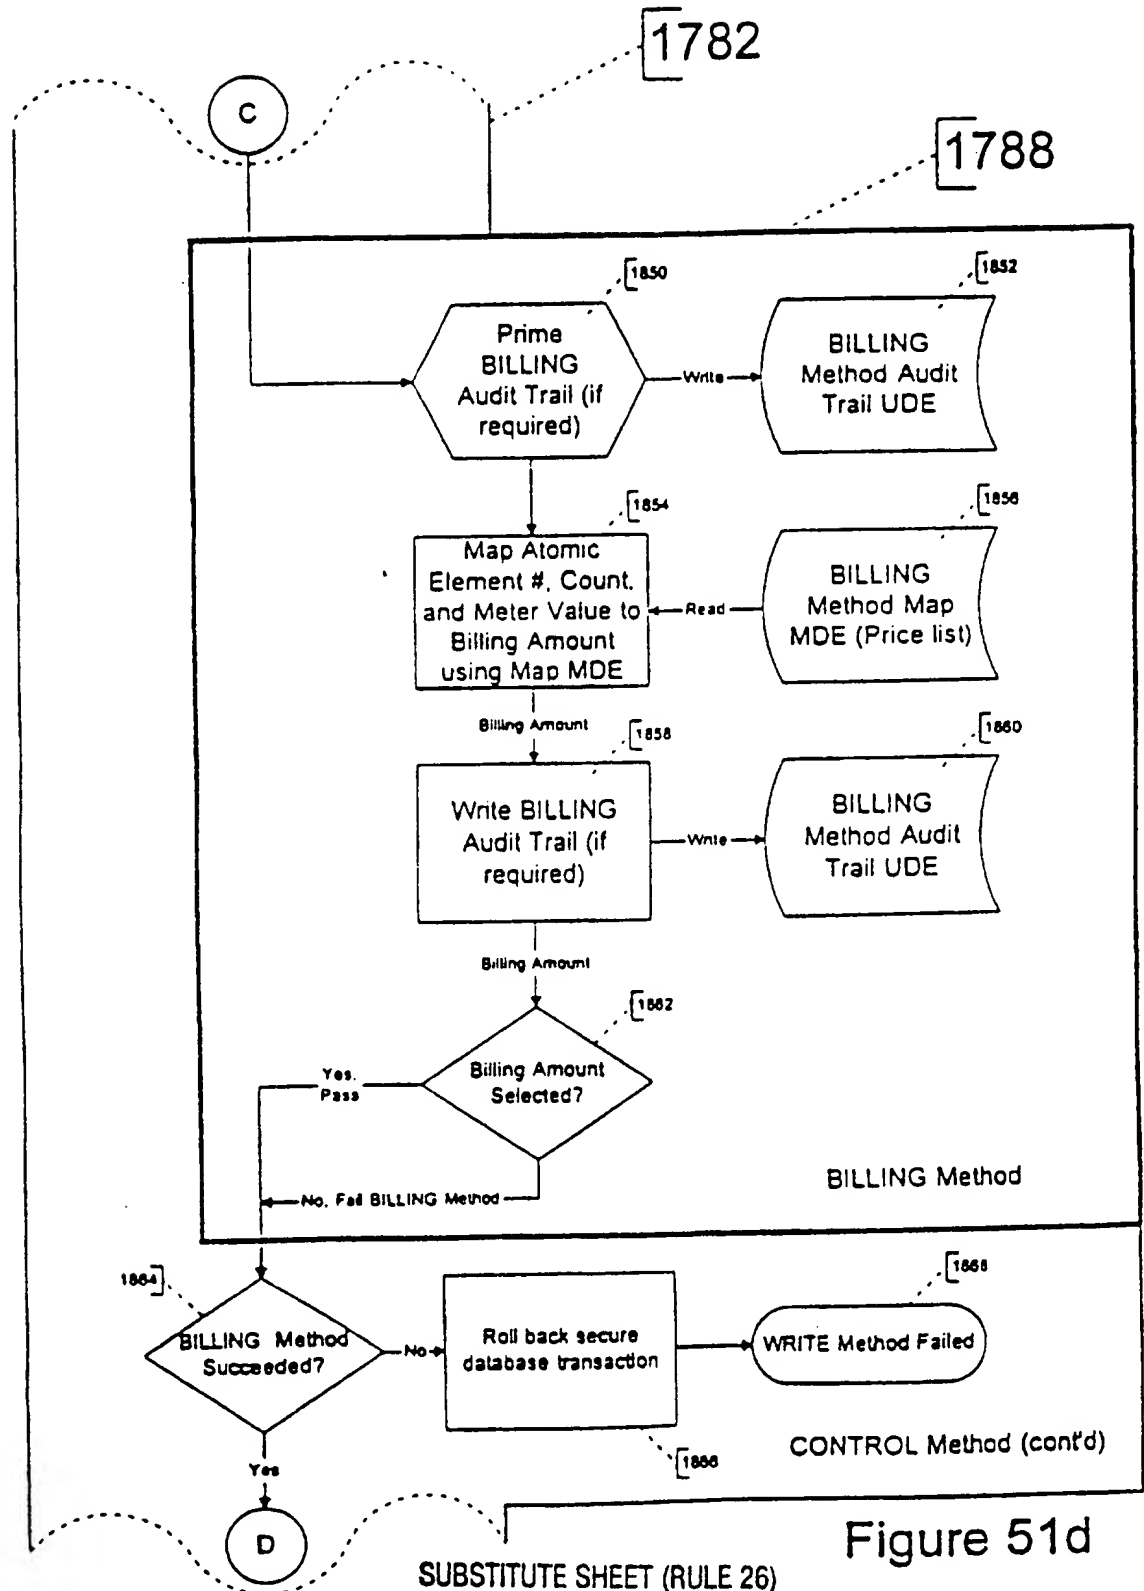 1782
C
1788
1850
Prime
BILLING
Audit Trail (if
required)
Write
1852
BILLING
Method Audit
Trail UDE
1854
Map Atomic
Element #, Count.
and Meter Value to
Billing Amount
using Map MDE
Read
1856
BILLING
Method Map
MDE (Price list)
Billing Amount
1858
Write BILLING
Audit Trail (if
required)
Write
1860
BILLING
Method Audit
Trail UDE
Billing Amount
1862
Billing Amount
Selected?
Yes.
Pass
No, Fail BILLING Method
BILLING Method
1864
BILLING Method
Succeeded?
No
Roll back secure
database transaction
1866
1868
WRITE Method Failed
CONTROL Method (cont'd)
Yes
D
Figure 51d
SUBSTITUTE SHEET (RULE 26)